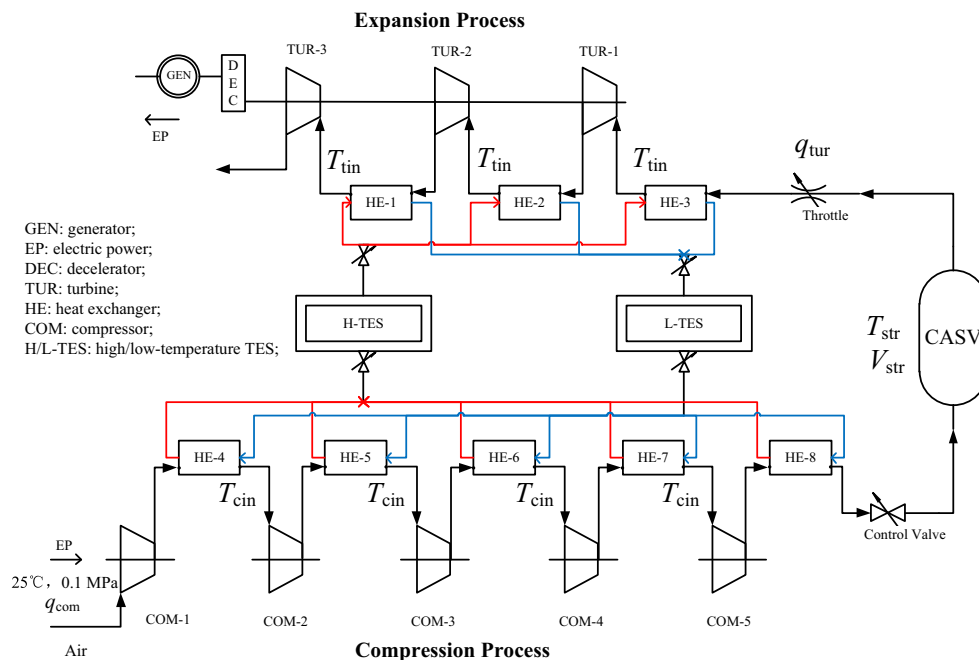 Expansion Process
TUR-3
TUR-2
TUR-1
GEN
D
E
C
EP
T_tin
T_tin
T_tin
q_tur
HE-1
HE-2
HE-3
Throttle
GEN: generator;
EP: electric power;
DEC: decelerator;
TUR: turbine;
HE: heat exchanger;
COM: compressor;
H/L-TES: high/low-temperature TES;
H-TES
L-TES
T_str
V_str
CASV
HE-4
HE-5
HE-6
HE-7
HE-8
T_cin
T_cin
T_cin
T_cin
Control Valve
EP
25℃，0.1 MPa
q_com
Air
COM-1
COM-2
COM-3
COM-4
COM-5
Compression Process